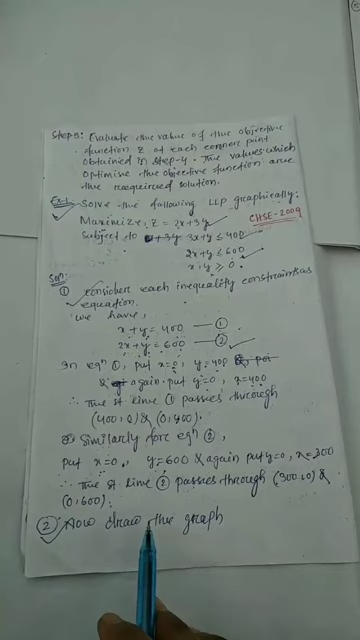 Step 5: Evaluate the value of the objective
function Z at each corner point
obtained in step-4. The values which
optimise the objective function are
the required solution.
Ex-1 Solve the following LLP graphically:
Maximize, Z = 2x+3y
CHSE-2009
Subject to 3x+y ≤ 400
2x+y ≤ 600
x, y ≥ 0.
Soln:
① Consider each inequality constraints as
equation.
we have,
x+y = 400 — ①
2x+y = 600 — ②
In eqn ①, put x=0, y=400
& again put y=0, x=400
∴ The st line ① passes through
(400,0) & (0,400).
Similarly for eqn ②,
put x=0, y=600 & again put y=0, x=300
∴ The st line ② passes through (300,0) &
(0,600).
② Now draw the graph